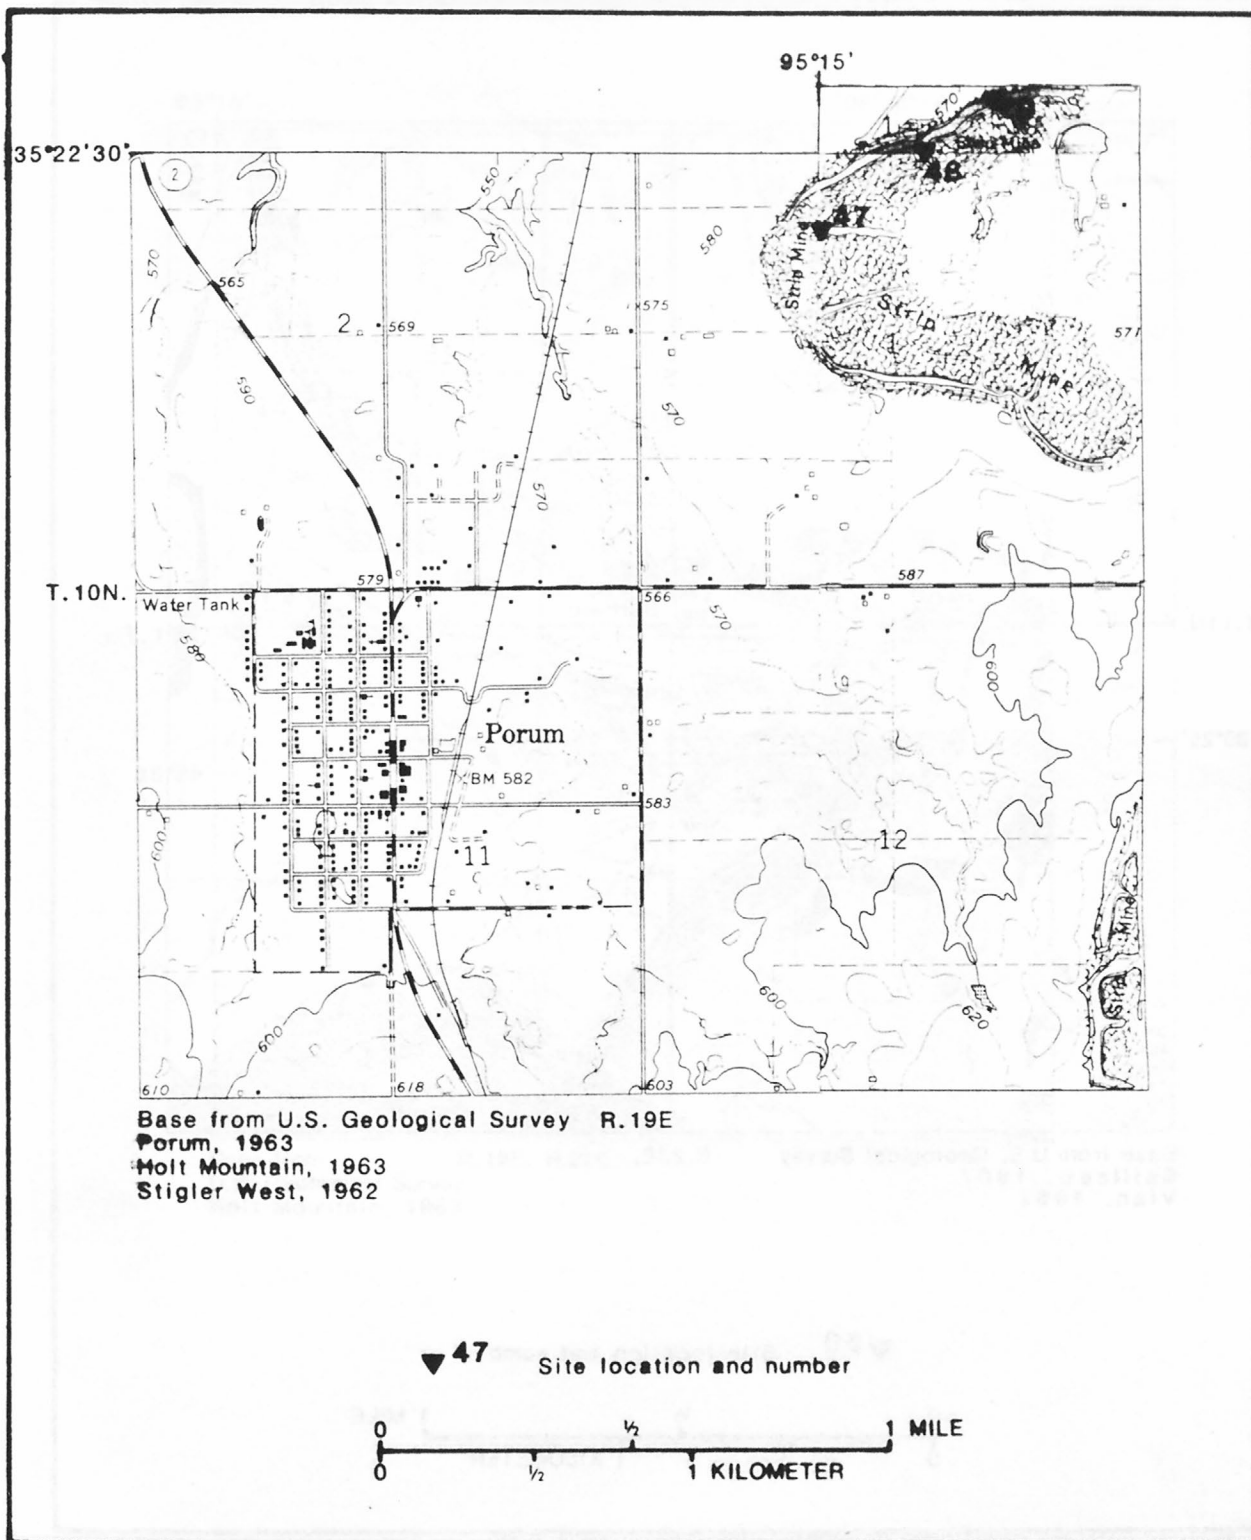 95°15'
35°22'30"
2
570
Strip Mine
48
550
47
580
Strip Mine
570
565
575
2
569
Strip
571
Mine
590
570
570
T.10N.
579
587
Water Tank
566
570
580
600
Porum
BM 582
583
600
11
12
Strip Mine
600
600
620
610
618
603
Base from U.S. Geological Survey R.19E
Porum, 1963
Holt Mountain, 1963
Stigler West, 1962
47 Site location and number
0 ½ 1 MILE
0 ½ 1 KILOMETER